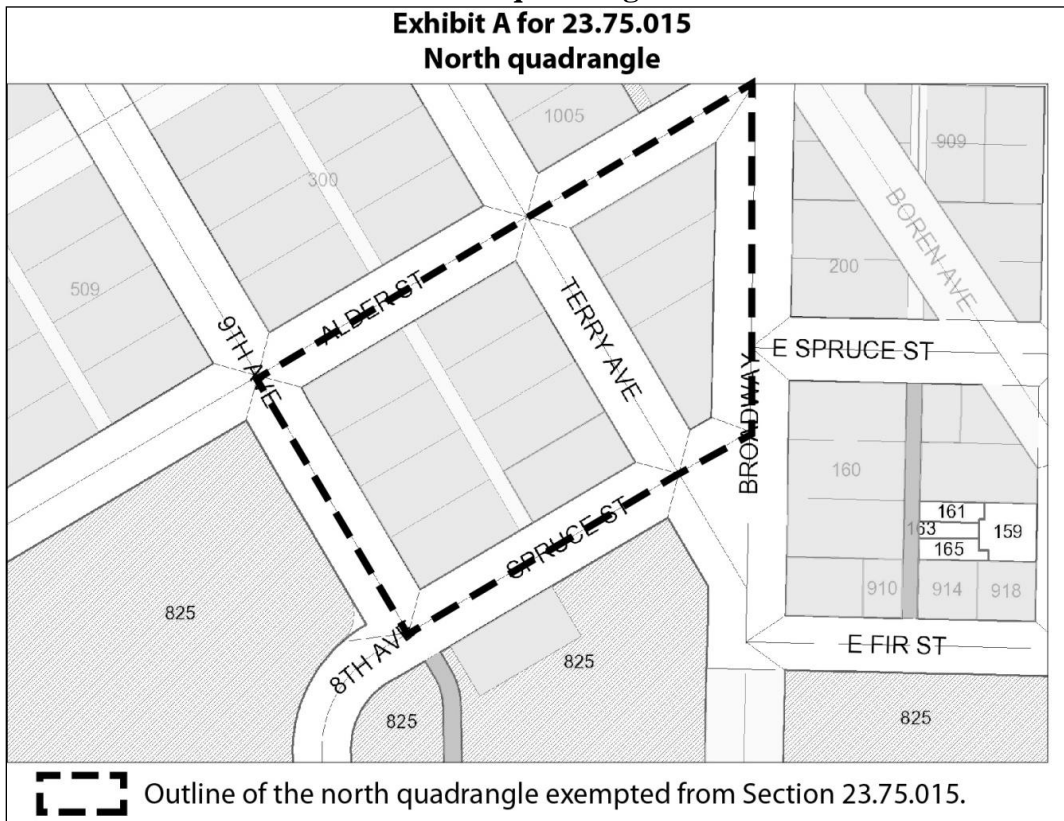 Exhibit A for 23.75.015
North quadrangle
1005
909
300
BOREN AVE
200
509
ALDER ST
9TH AVE
TERRY AVE
E SPRUCE ST
BROADWAY
160
161
163
159
165
SPRUCE ST
910
914
918
825
8TH AVE
825
E FIR ST
825
825
Outline of the north quadrangle exempted from Section 23.75.015.